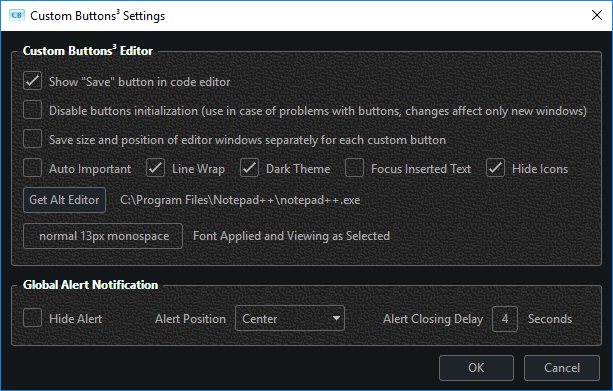 CB³ Custom Buttons³ Settings
Custom Buttons³ Editor
Show "Save" button in code editor
Disable buttons initialization (use in case of problems with buttons, changes affect only new windows)
Save size and position of editor windows separately for each custom button
Auto Important Line Wrap Dark Theme Focus Inserted Text Hide Icons
Get Alt Editor C:\Program Files\Notepad++\notepad++.exe
normal 13px monospace Font Applied and Viewing as Selected
Global Alert Notification
Hide Alert Alert Position Center Alert Closing Delay 4 Seconds
OK Cancel